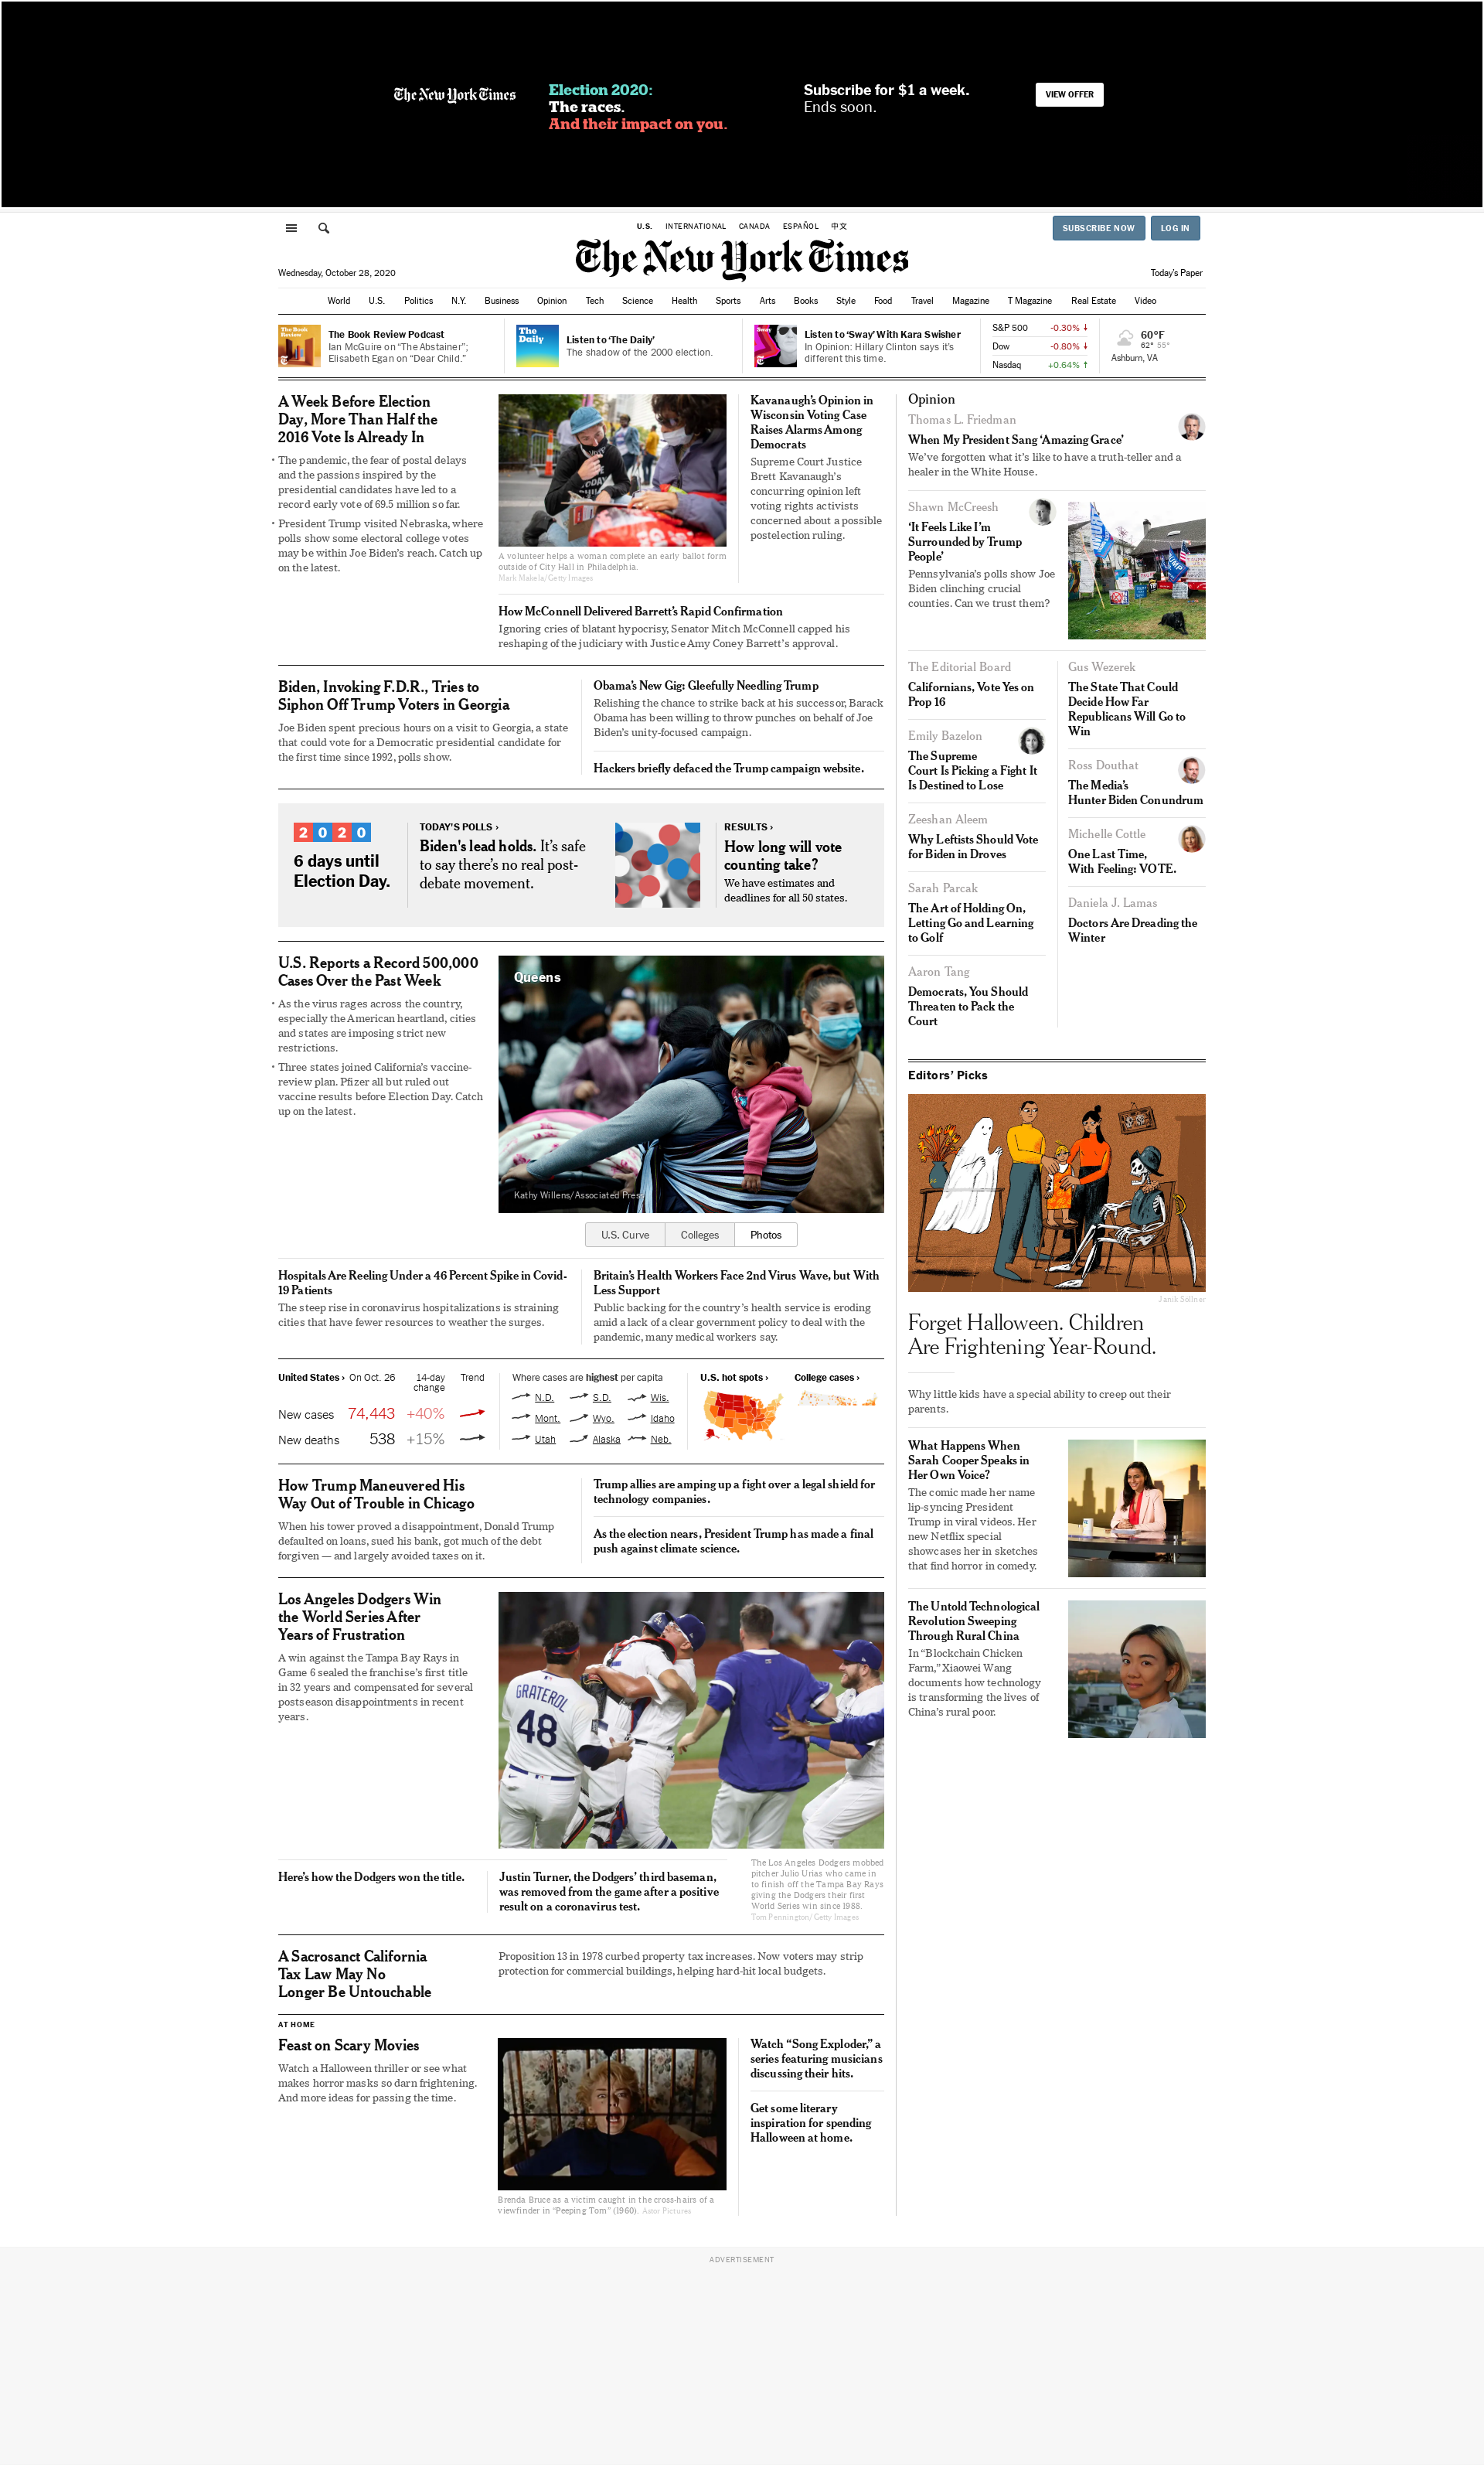 The New York Times
Election 2020:
The races.
And their impact on you.
Subscribe for $1 a week.
Ends soon.
VIEW OFFER
U.S. INTERNATIONAL CANADA ESPAÑOL 中文
SUBSCRIBE NOW LOG IN
The New York Times
Wednesday, October 28, 2020
Today's Paper
World U.S. Politics N.Y. Business Opinion Tech Science Health Sports Arts Books Style Food Travel Magazine T Magazine Real Estate Video
The Book
Review
The Book Review Podcast
Ian McGuire on “The Abstainer”;
Elisabeth Egan on “Dear Child.”
The
Daily
Listen to ‘The Daily’
The shadow of the 2000 election.
Sway
Listen to ‘Sway’ With Kara Swisher
In Opinion: Hillary Clinton says it's
different this time.
S&P 500 -0.30% ↓
Dow -0.80% ↓
Nasdaq +0.64% ↑
60°F
62° 55°
Ashburn, VA
A Week Before Election
Day, More Than Half the
2016 Vote Is Already In
• The pandemic, the fear of postal delays
and the passions inspired by the
presidential candidates have led to a
record early vote of 69.5 million so far.
• President Trump visited Nebraska, where
polls show some electoral college votes
may be within Joe Biden's reach. Catch up
on the latest.
A volunteer helps a woman complete an early ballot form
outside of City Hall in Philadelphia.
Mark Makela/Getty Images
Kavanaugh's Opinion in
Wisconsin Voting Case
Raises Alarms Among
Democrats
Supreme Court Justice
Brett Kavanaugh's
concurring opinion left
voting rights activists
concerned about a possible
postelection ruling.
How McConnell Delivered Barrett's Rapid Confirmation
Ignoring cries of blatant hypocrisy, Senator Mitch McConnell capped his
reshaping of the judiciary with Justice Amy Coney Barrett's approval.
Biden, Invoking F.D.R., Tries to
Siphon Off Trump Voters in Georgia
Joe Biden spent precious hours on a visit to Georgia, a state
that could vote for a Democratic presidential candidate for
the first time since 1992, polls show.
Obama's New Gig: Gleefully Needling Trump
Relishing the chance to strike back at his successor, Barack
Obama has been willing to throw punches on behalf of Joe
Biden's unity-focused campaign.
Hackers briefly defaced the Trump campaign website.
2020
6 days until
Election Day.
TODAY'S POLLS ›
Biden's lead holds. It's safe
to say there's no real post-
debate movement.
RESULTS ›
How long will vote
counting take?
We have estimates and
deadlines for all 50 states.
U.S. Reports a Record 500,000
Cases Over the Past Week
• As the virus rages across the country,
especially the American heartland, cities
and states are imposing strict new
restrictions.
• Three states joined California's vaccine-
review plan. Pfizer all but ruled out
vaccine results before Election Day. Catch
up on the latest.
Queens
Kathy Willens/Associated Press
U.S. Curve Colleges Photos
Hospitals Are Reeling Under a 46 Percent Spike in Covid-
19 Patients
The steep rise in coronavirus hospitalizations is straining
cities that have fewer resources to weather the surges.
Britain's Health Workers Face 2nd Virus Wave, but With
Less Support
Public backing for the country's health service is eroding
amid a lack of a clear government policy to deal with the
pandemic, many medical workers say.
United States › On Oct. 26 14-day
change Trend
New cases 74,443 +40%
New deaths 538 +15%
Where cases are highest per capita
N.D. S.D. Wis.
Mont. Wyo. Idaho
Utah Alaska Neb.
U.S. hot spots ›
College cases ›
How Trump Maneuvered His
Way Out of Trouble in Chicago
When his tower proved a disappointment, Donald Trump
defaulted on loans, sued his bank, got much of the debt
forgiven — and largely avoided taxes on it.
Trump allies are amping up a fight over a legal shield for
technology companies.
As the election nears, President Trump has made a final
push against climate science.
Los Angeles Dodgers Win
the World Series After
Years of Frustration
A win against the Tampa Bay Rays in
Game 6 sealed the franchise's first title
in 32 years and compensated for several
postseason disappointments in recent
years.
GRATEROL
48
Here's how the Dodgers won the title.
Justin Turner, the Dodgers' third baseman,
was removed from the game after a positive
result on a coronavirus test.
The Los Angeles Dodgers mobbed
pitcher Julio Urias who came in
to finish off the Tampa Bay Rays
giving the Dodgers their first
World Series win since 1988.
Tom Pennington/Getty Images
A Sacrosanct California
Tax Law May No
Longer Be Untouchable
Proposition 13 in 1978 curbed property tax increases. Now voters may strip
protection for commercial buildings, helping hard-hit local budgets.
AT HOME
Feast on Scary Movies
Watch a Halloween thriller or see what
makes horror masks so darn frightening.
And more ideas for passing the time.
Brenda Bruce as a victim caught in the cross-hairs of a
viewfinder in “Peeping Tom” (1960). Astor Pictures
Watch “Song Exploder,” a
series featuring musicians
discussing their hits.
Get some literary
inspiration for spending
Halloween at home.
Opinion
Thomas L. Friedman
When My President Sang ‘Amazing Grace’
We've forgotten what it's like to have a truth-teller and a
healer in the White House.
Shawn McCreesh
‘It Feels Like I'm
Surrounded by Trump
People’
Pennsylvania's polls show Joe
Biden clinching crucial
counties. Can we trust them?
TRUMP
The Editorial Board
Californians, Vote Yes on
Prop 16
Emily Bazelon
The Supreme
Court Is Picking a Fight It
Is Destined to Lose
Zeeshan Aleem
Why Leftists Should Vote
for Biden in Droves
Sarah Parcak
The Art of Holding On,
Letting Go and Learning
to Golf
Aaron Tang
Democrats, You Should
Threaten to Pack the
Court
Gus Wezerek
The State That Could
Decide How Far
Republicans Will Go to
Win
Ross Douthat
The Media's
Hunter Biden Conundrum
Michelle Cottle
One Last Time,
With Feeling: VOTE.
Daniela J. Lamas
Doctors Are Dreading the
Winter
Editors' Picks
Janik Söllner
Forget Halloween. Children
Are Frightening Year-Round.
Why little kids have a special ability to creep out their
parents.
What Happens When
Sarah Cooper Speaks in
Her Own Voice?
The comic made her name
lip-syncing President
Trump in viral videos. Her
new Netflix special
showcases her in sketches
that find horror in comedy.
The Untold Technological
Revolution Sweeping
Through Rural China
In “Blockchain Chicken
Farm,” Xiaowei Wang
documents how technology
is transforming the lives of
China's rural poor.
ADVERTISEMENT